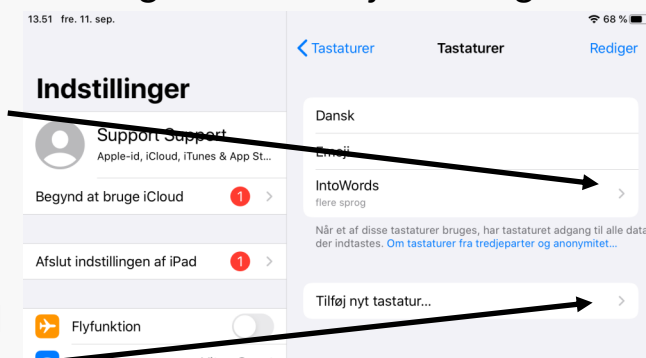 13.51 fre. 11. sep.
68 %
Tastaturer
Tastaturer
Rediger
Indstillinger
Support Support
Apple-id, iCloud, iTunes & App St...
Begynd at bruge iCloud 1
Afslut indstillingen af iPad 1
Flyfunktion
Dansk
Emoji
IntoWords
flere sprog
Når et af disse tastaturer bruges, har tastaturet adgang til alle data
der indtastes. Om tastaturer fra tredjeparter og anonymitet...
Tilføj nyt tastatur...